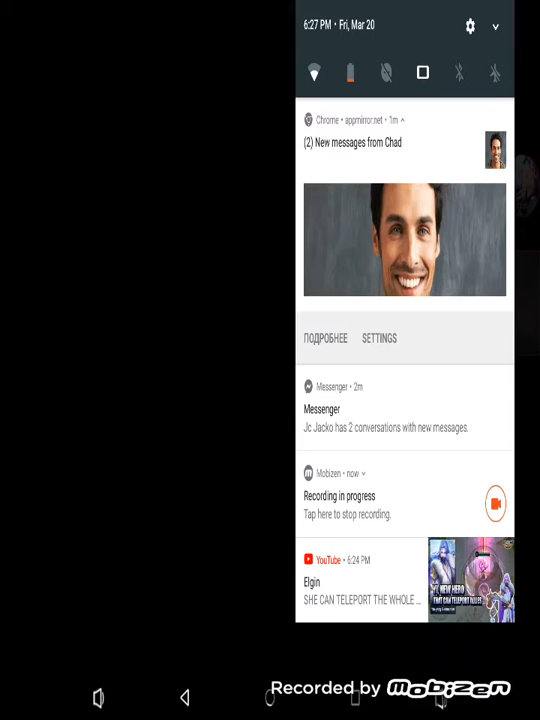 6:27 PM • Fri, Mar 20
Chrome • appmirror.net • 1m
(2) New messages from Chad
ПОДРОБНЕЕ SETTINGS
Messenger • 2m
Messenger
Jc Jacko has 2 conversations with new messages.
Mobizen • now
Recording in progress
Tap here to stop recording.
YouTube • 6:24 PM
Elgin
SHE CAN TELEPORT THE WHOLE ...
NEW HERO
THAT CAN TELEPORT ALLIES
Recorded by Mobizen